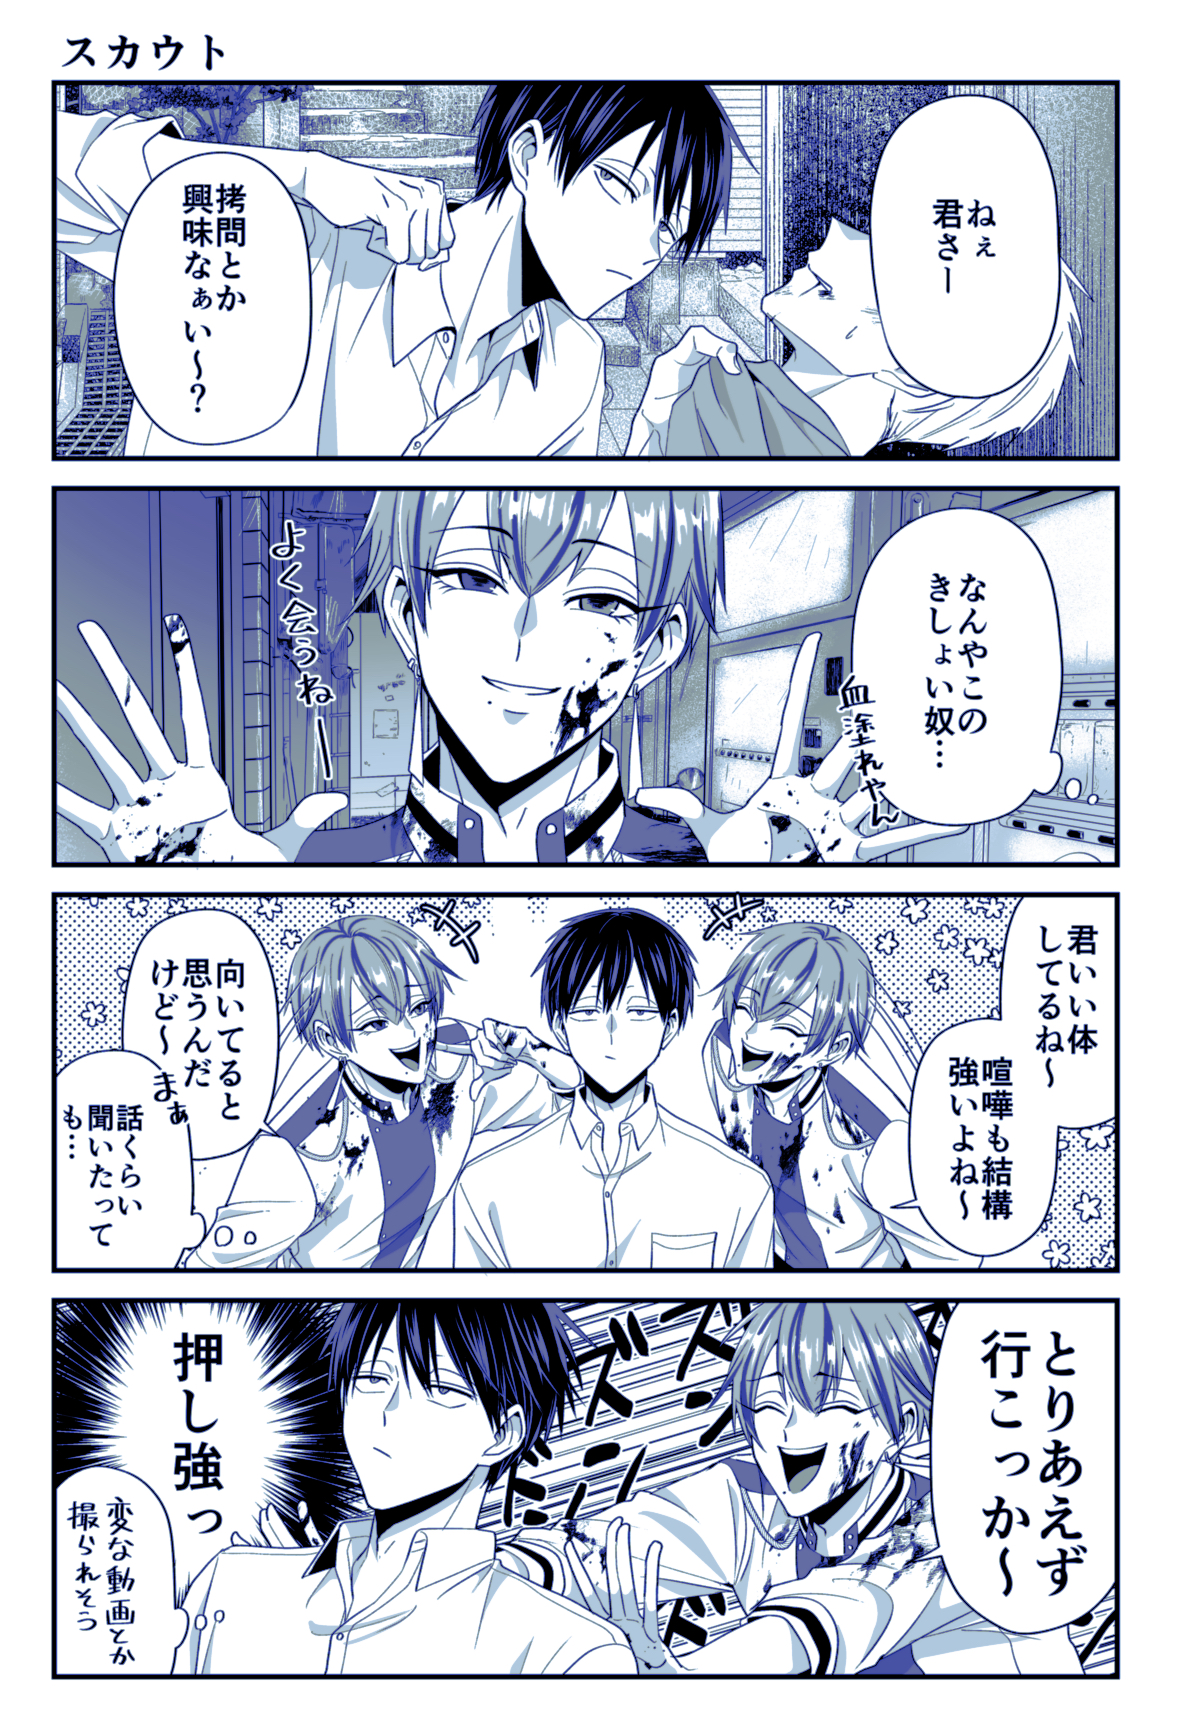 スカウト
ねぇ
君さー
拷問とか
興味なぁい～？
なんやこの
きしょい奴…
血塗れやん
よく会うねー
君いい体
してるね～
喧嘩も結構
強いよね～
向いてると
思うんだ
けど～
まぁ
話くらい
聞いたって
も…
とりあえず
行こっか～
ズンズンズンズン
押し強っ
変な動画とか
撮られそう